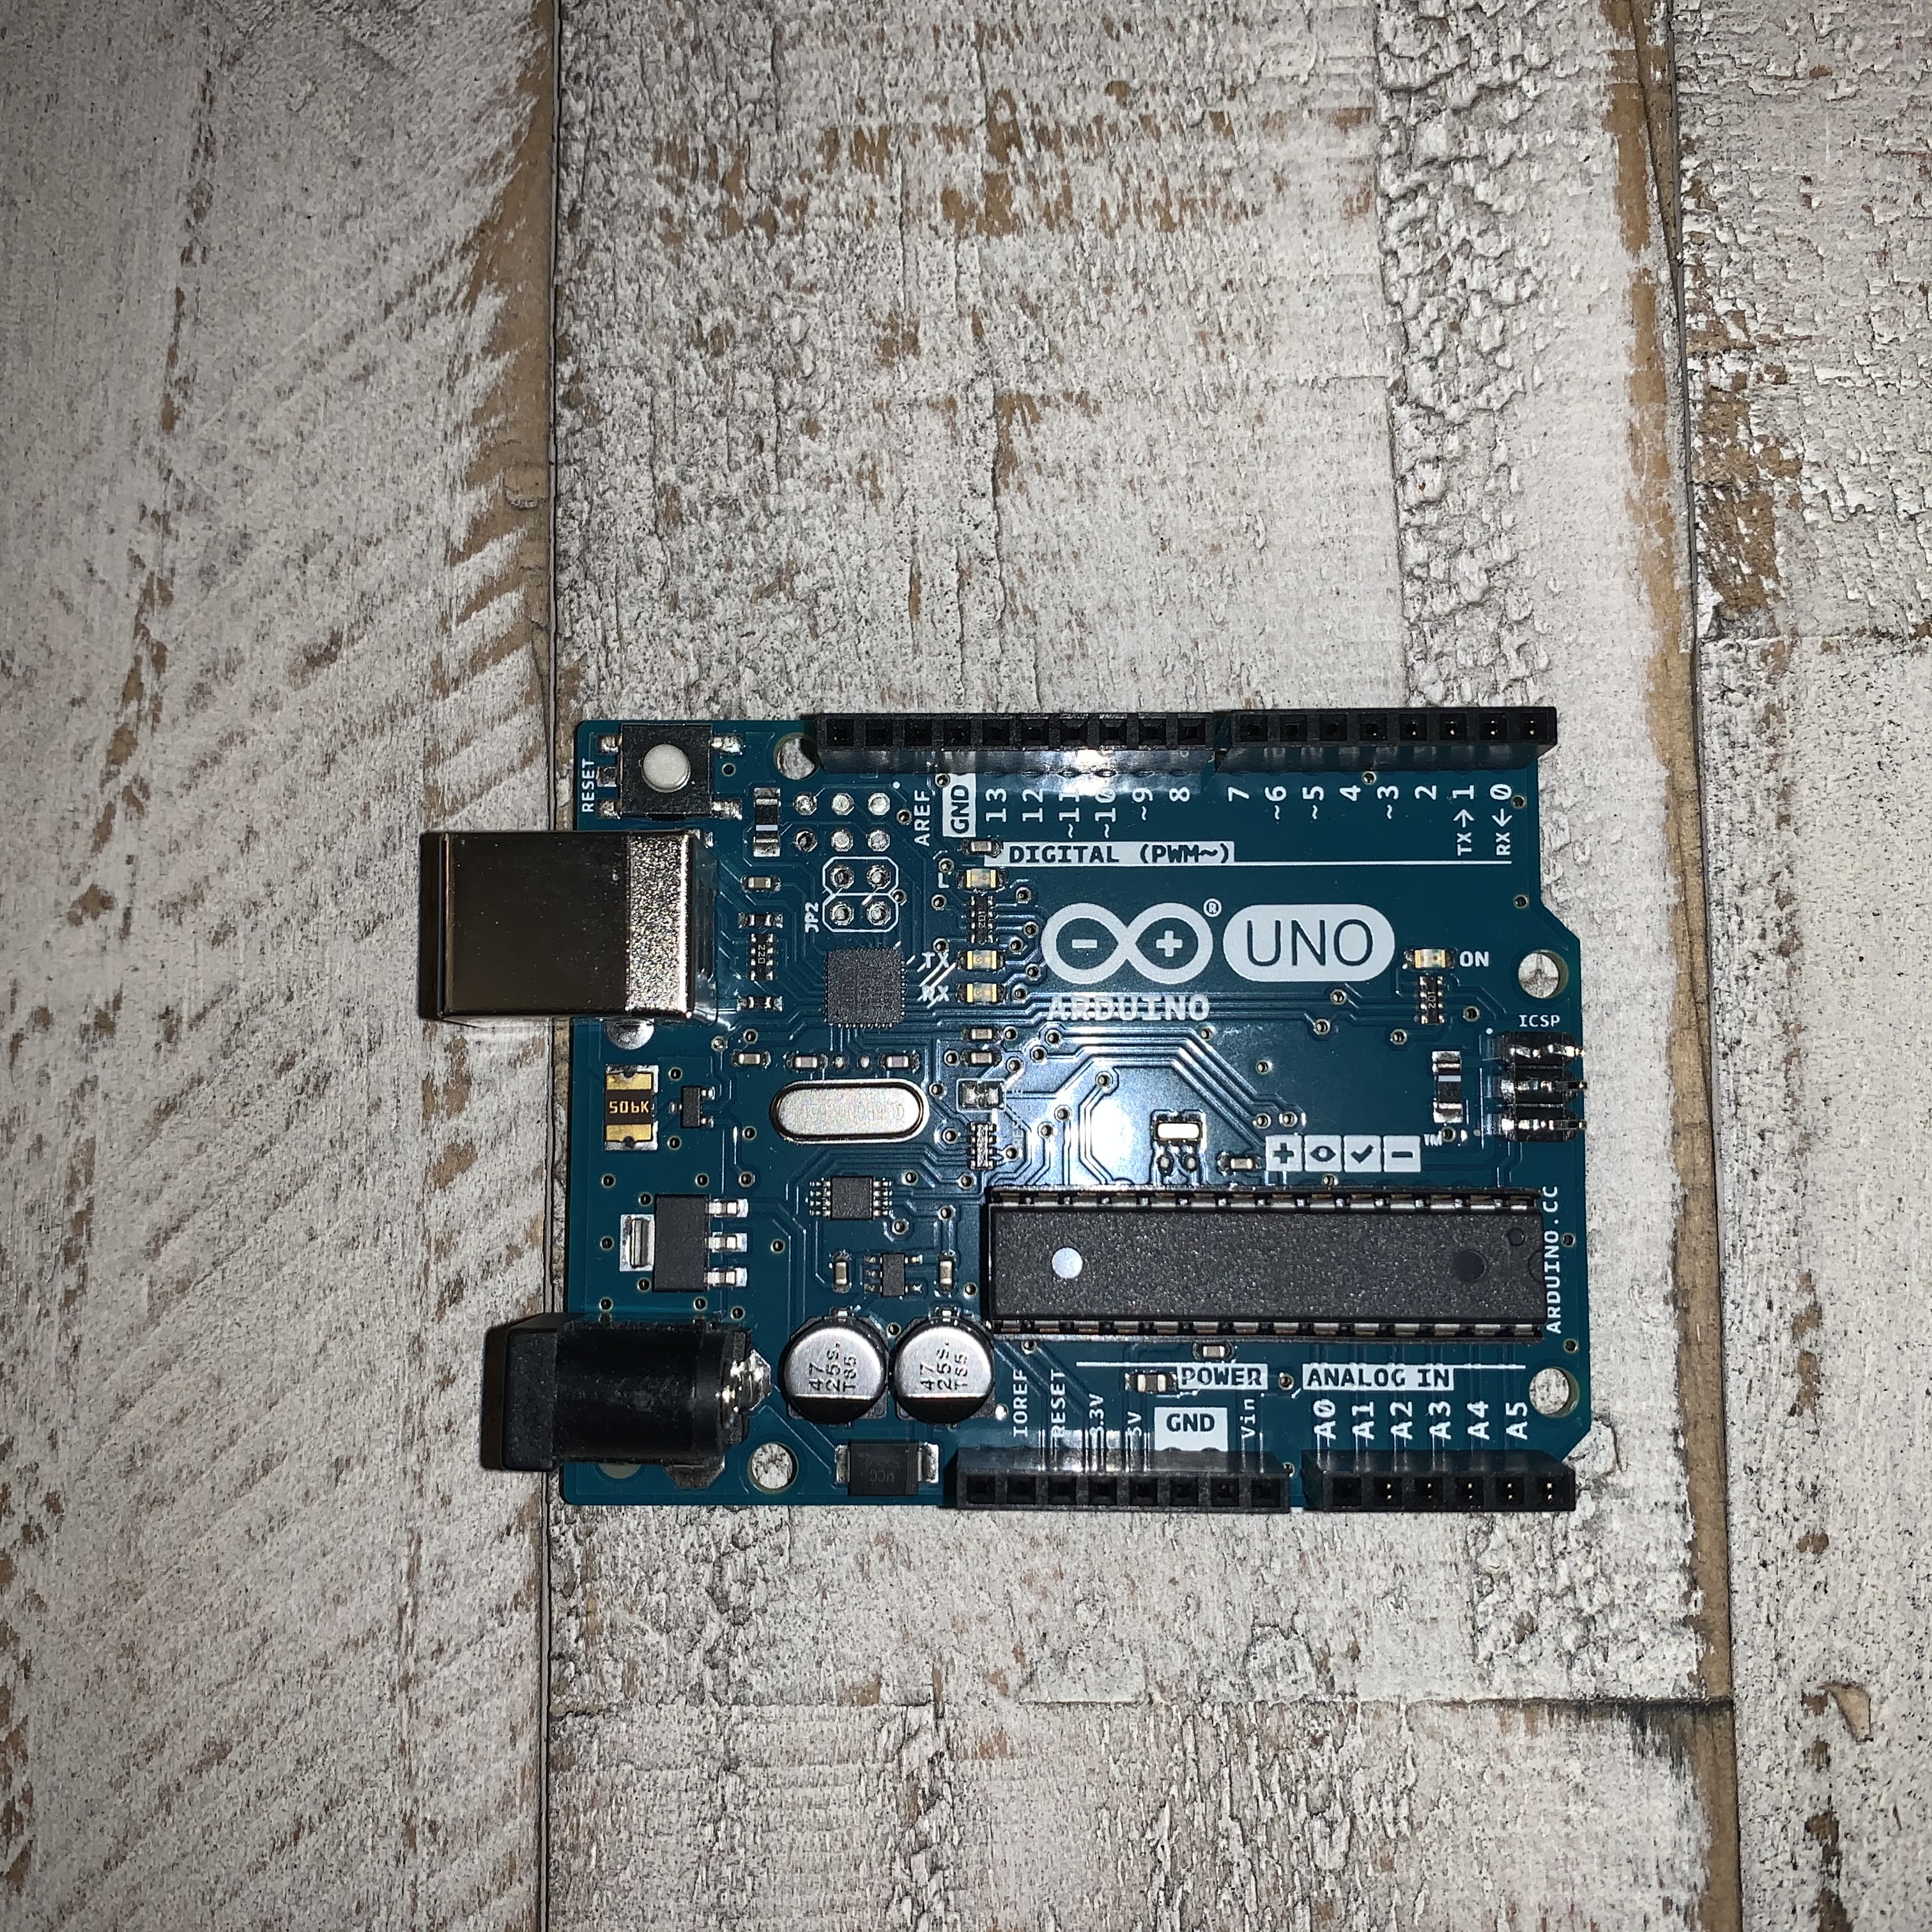 RESET
JP2
47
25S.
T85
47
25S.
T85
RX
TX
L
AREF
GND
13
12
~11
~10
~9
8
7
~6
~5
4
~3
2
TX→1
RX←0
DIGITAL (PWM~)
IOREF
RESET
3.3V
5V
GND
Vin
POWER
A0
A1
A2
A3
A4
A5
ANALOG IN
ARDUINO
UNO
®
ON
ICSP
ARDUINO.CC